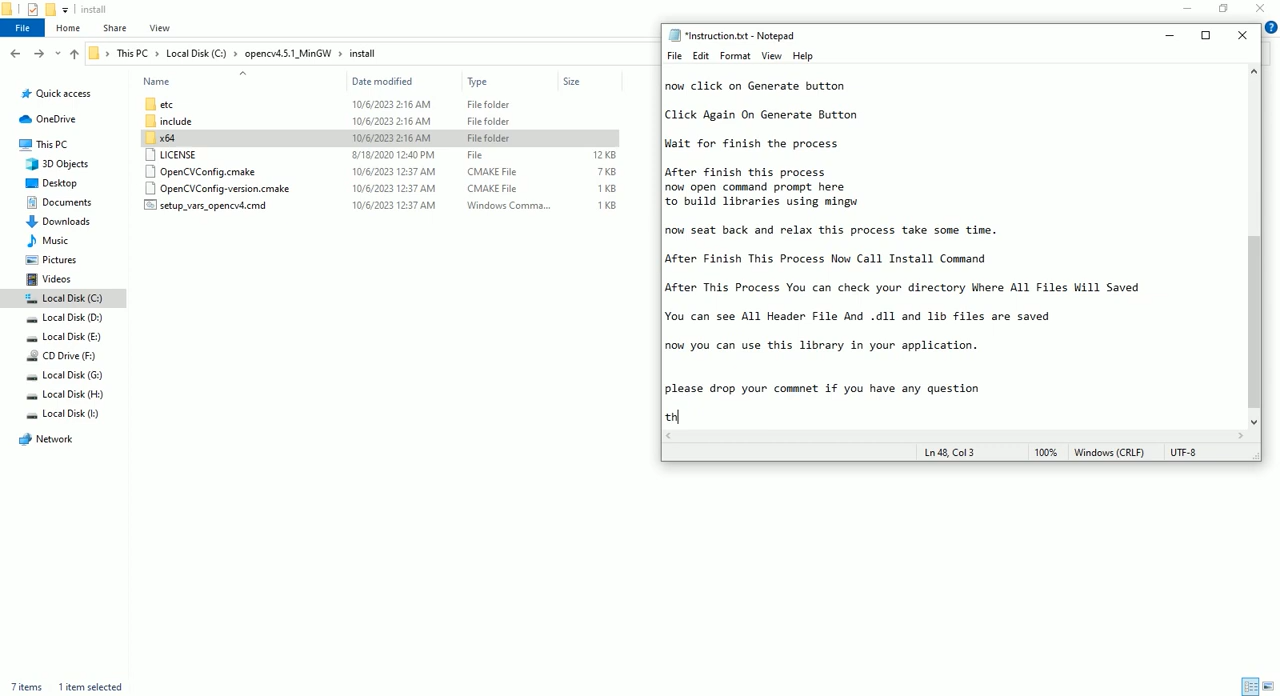 install
File Home Share View
This PC Local Disk (C:) opencv4.5.1_MinGW install
Quick access
OneDrive
This PC
3D Objects
Desktop
Documents
Downloads
Music
Pictures
Videos
Local Disk (C:)
Local Disk (D:)
Local Disk (E:)
CD Drive (F:)
Local Disk (G:)
Local Disk (H:)
Local Disk (I:)
Network
Name Date modified Type Size
etc 10/6/2023 2:16 AM File folder
include 10/6/2023 2:16 AM File folder
x64 10/6/2023 2:16 AM File folder
LICENSE 8/18/2020 12:40 PM File 12 KB
OpenCVConfig.cmake 10/6/2023 12:37 AM CMAKE File 7 KB
OpenCVConfig-version.cmake 10/6/2023 12:37 AM CMAKE File 1 KB
setup_vars_opencv4.cmd 10/6/2023 12:37 AM Windows Comma... 1 KB
7 items 1 item selected
*Instruction.txt - Notepad
File Edit Format View Help
now click on Generate button
Click Again On Generate Button
Wait for finish the process
After finish this process
now open command prompt here
to build libraries using mingw
now seat back and relax this process take some time.
After Finish This Process Now Call Install Command
After This Process You can check your directory Where All Files Will Saved
You can see All Header File And .dll and lib files are saved
now you can use this library in your application.
please drop your commnet if you have any question
th
Ln 48, Col 3 100% Windows (CRLF) UTF-8